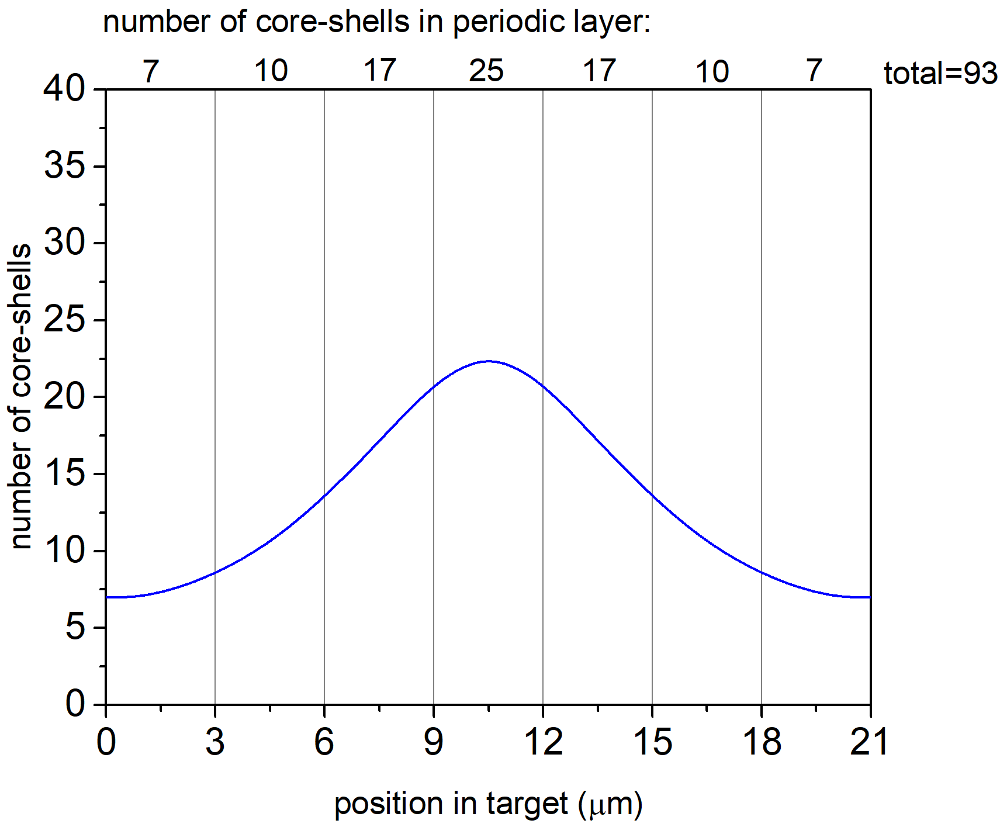 number of core-shells in periodic layer:
7 10 17 25 17 10 7 total=93
40
35
30
25
20
15
10
5
0
number of core-shells
0 3 6 9 12 15 18 21
position in target (μm)